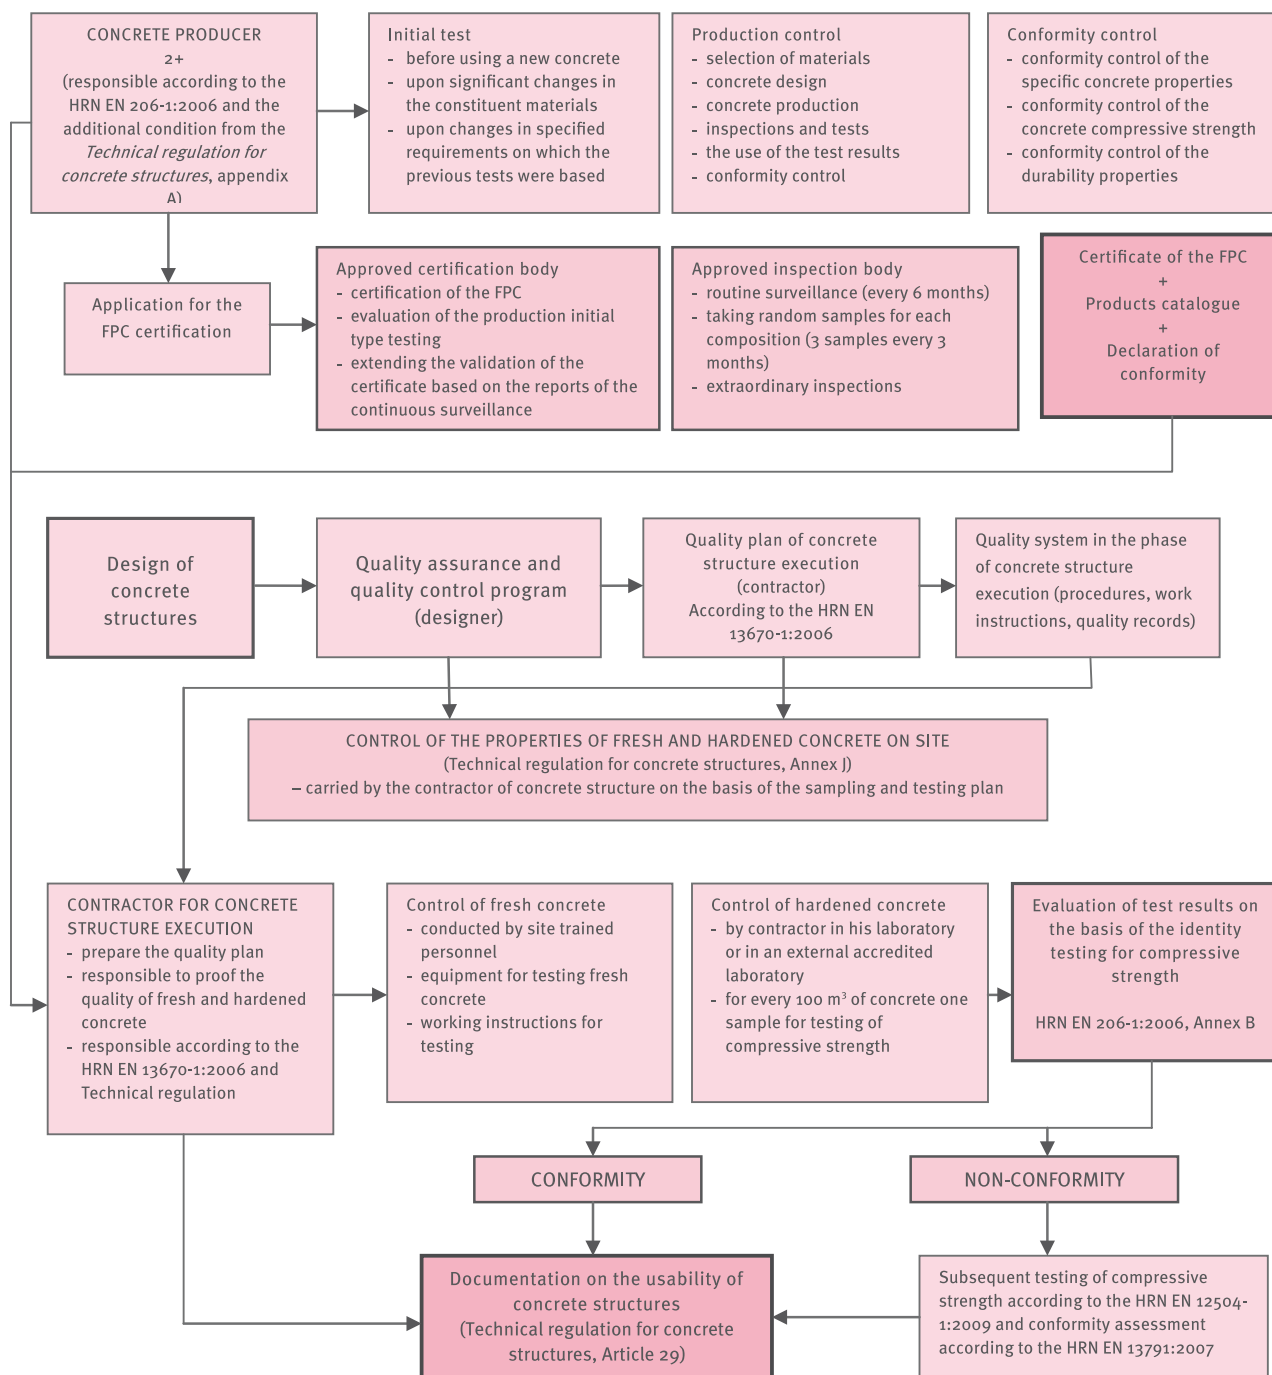 CONCRETE PRODUCER
2+
(responsible according to the
HRN EN 206-1:2006 and the
additional condition from the
Technical regulation for
concrete structures, appendix
A)
Initial test
- before using a new concrete
- upon significant changes in
the constituent materials
- upon changes in specified
requirements on which the
previous tests were based
Production control
- selection of materials
- concrete design
- concrete production
- inspections and tests
- the use of the test results
- conformity control
Conformity control
- conformity control of the
specific concrete properties
- conformity control of the
concrete compressive strength
- conformity control of the
durability properties
Application for the
FPC certification
Approved certification body
- certification of the FPC
- evaluation of the production initial
type testing
- extending the validation of the
certificate based on the reports of the
continuous surveillance
Approved inspection body
- routine surveillance (every 6 months)
- taking random samples for each
composition (3 samples every 3
months)
- extraordinary inspections
Certificate of the FPC
+
Products catalogue
+
Declaration of
conformity
Design of
concrete
structures
Quality assurance and
quality control program
(designer)
Quality plan of concrete
structure execution
(contractor)
According to the HRN EN
13670-1:2006
Quality system in the phase
of concrete structure
execution (procedures, work
instructions, quality records)
CONTROL OF THE PROPERTIES OF FRESH AND HARDENED CONCRETE ON SITE
(Technical regulation for concrete structures, Annex J)
– carried by the contractor of concrete structure on the basis of the sampling and testing plan
CONTRACTOR FOR CONCRETE
STRUCTURE EXECUTION
- prepare the quality plan
- responsible to proof the
quality of fresh and hardened
concrete
- responsible according to the
HRN EN 13670-1:2006 and
Technical regulation
Control of fresh concrete
- conducted by site trained
personnel
- equipment for testing fresh
concrete
- working instructions for
testing
Control of hardened concrete
- by contractor in his laboratory
or in an external accredited
laboratory
- for every 100 m³ of concrete one
sample for testing of
compressive strength
Evaluation of test results on
the basis of the identity
testing for compressive
strength
HRN EN 206-1:2006, Annex B
CONFORMITY
NON-CONFORMITY
Documentation on the usability of
concrete structures
(Technical regulation for concrete
structures, Article 29)
Subsequent testing of compressive
strength according to the HRN EN 12504-
1:2009 and conformity assessment
according to the HRN EN 13791:2007